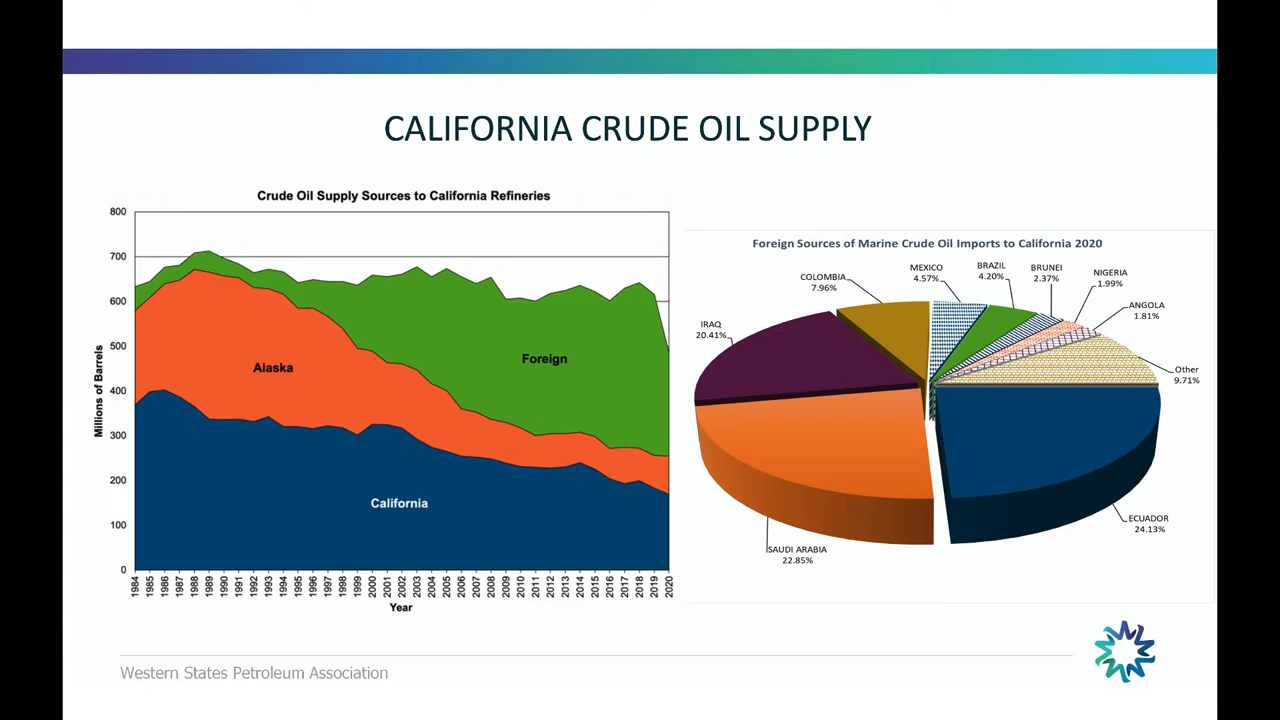 CALIFORNIA CRUDE OIL SUPPLY
Crude Oil Supply Sources to California Refineries
800
700
600
500
400
300
200
100
0
Millions of Barrels
Alaska
Foreign
California
1984
1985
1986
1987
1988
1989
1990
1991
1992
1993
1994
1995
1996
1997
1998
1999
2000
2001
2002
2003
2004
2005
2006
2007
2008
2009
2010
2011
2012
2013
2014
2015
2016
2017
2018
2019
2020
Year
Foreign Sources of Marine Crude Oil Imports to California 2020
COLOMBIA
7.96%
MEXICO
4.57%
BRAZIL
4.20%
BRUNEI
2.37%
NIGERIA
1.99%
ANGOLA
1.81%
IRAQ
20.41%
Other
9.71%
ECUADOR
24.13%
SAUDI ARABIA
22.85%
Western States Petroleum Association